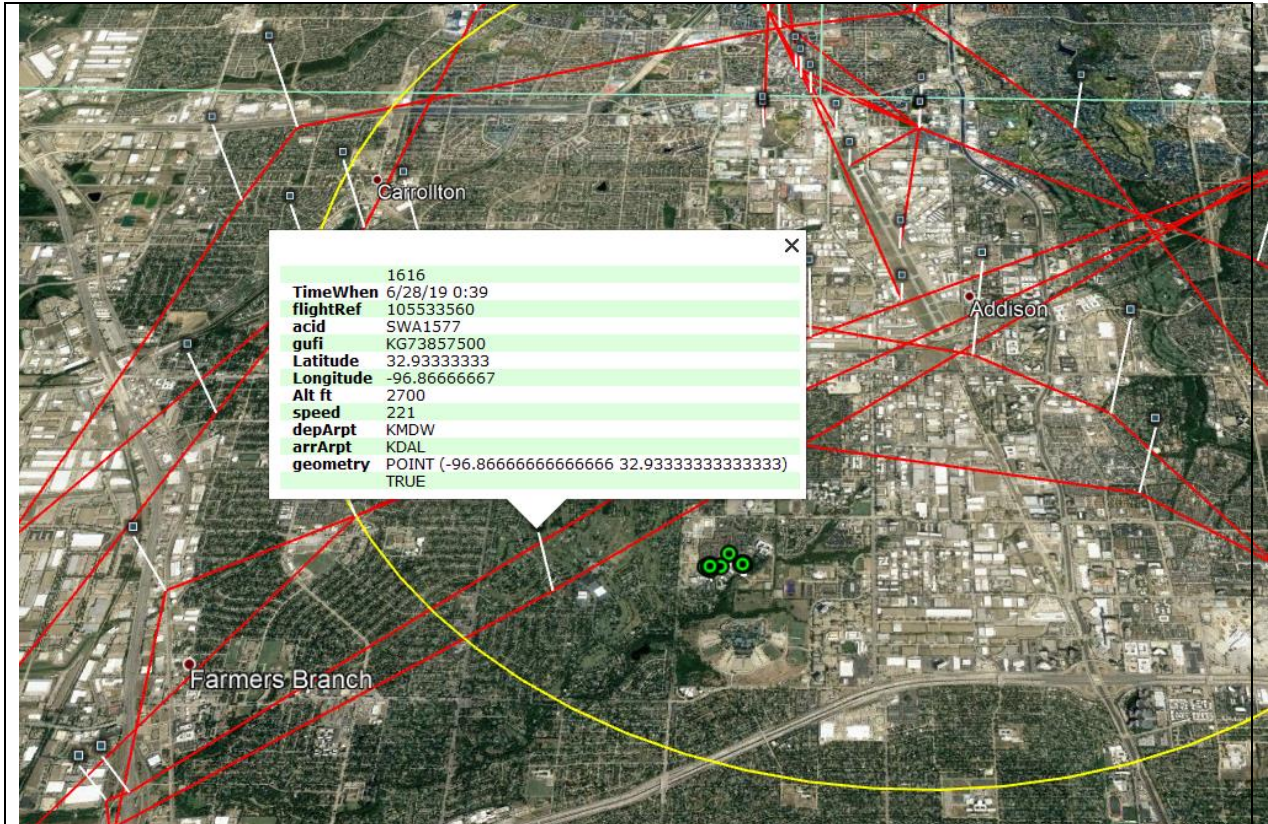 Carrollton
1616
TimeWhen 6/28/19 0:39
flightRef 105533560
acid SWA1577
gufi KG73857500
Latitude 32.93333333
Longitude -96.86666667
Alt ft 2700
speed 221
depArpt KMDW
arrArpt KDAL
geometry POINT (-96.86666666666666 32.93333333333333)
TRUE
Addison
Farmers Branch